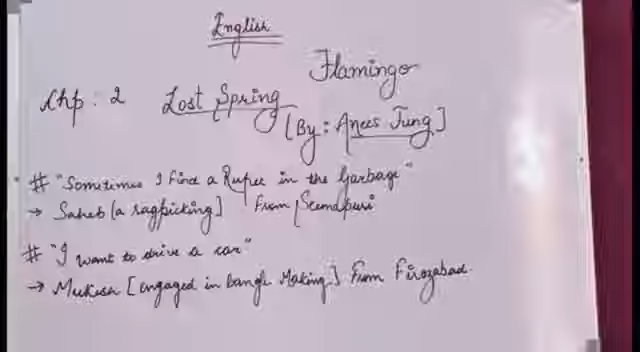 English
Flamingo
Chp : 2 Lost Spring
[By : Anees Jung]
# "Sometimes I find a Rupee in the Garbage"
→ Saheb [a ragpicking] From Seemapuri
# "I want to drive a car"
→ Mukesh [engaged in bangle Making] From Firozabad